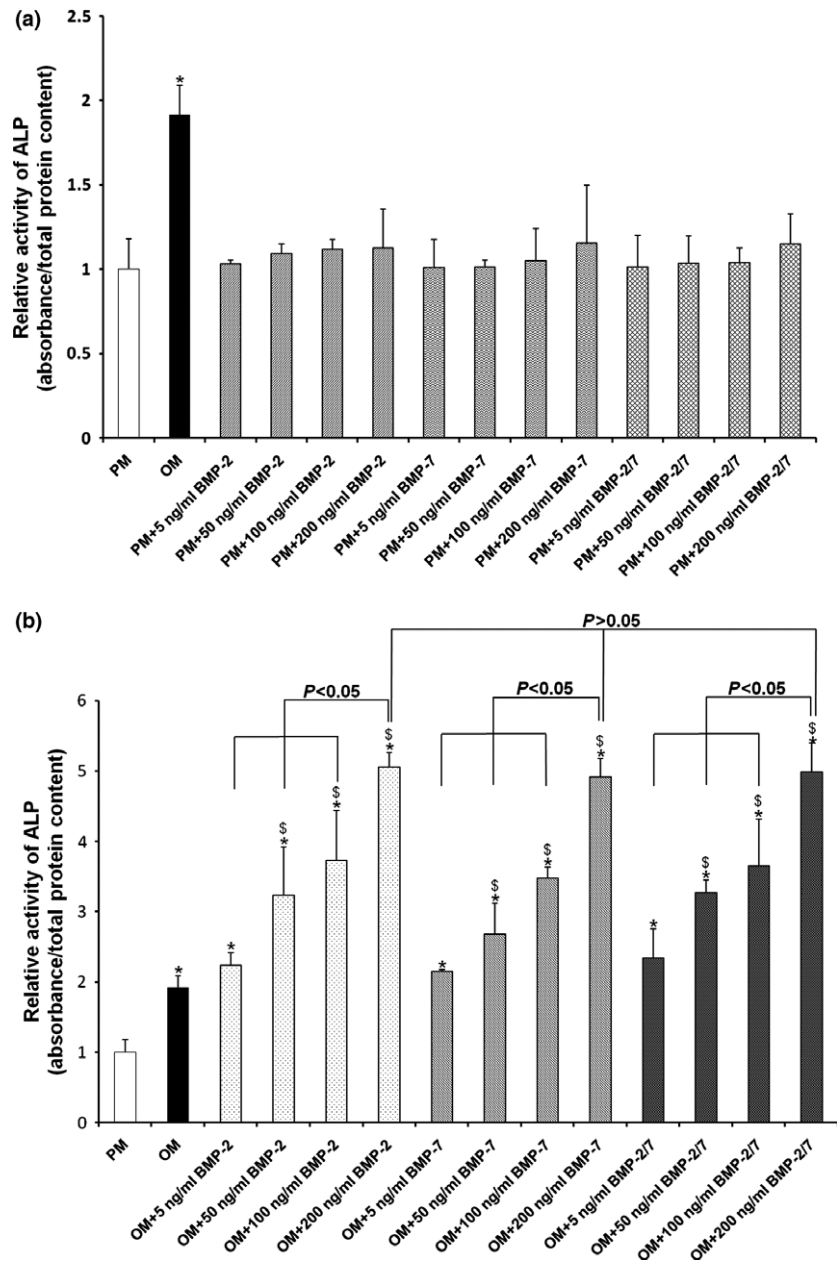 (a)
Relative activity of ALP
(absorbance/total protein content)
2.5
2
1.5
1
0.5
0
*
PM
OM
PM+5 ng/ml BMP-2
PM+50 ng/ml BMP-2
PM+100 ng/ml BMP-2
PM+200 ng/ml BMP-2
PM+5 ng/ml BMP-7
PM+50 ng/ml BMP-7
PM+100 ng/ml BMP-7
PM+200 ng/ml BMP-7
PM+5 ng/ml BMP-2/7
PM+50 ng/ml BMP-2/7
PM+100 ng/ml BMP-2/7
PM+200 ng/ml BMP-2/7
(b)
Relative activity of ALP
(absorbance/total protein content)
P>0.05
P<0.05 P<0.05 P<0.05
6
5
4
3
2
1
0
*
*
$
*
$
*
$
*
*
$
*
$
*
$
*
*
$
*
$
*
$
*
PM
OM
OM+5 ng/ml BMP-2
OM+50 ng/ml BMP-2
OM+100 ng/ml BMP-2
OM+200 ng/ml BMP-2
OM+5 ng/ml BMP-7
OM+50 ng/ml BMP-7
OM+100 ng/ml BMP-7
OM+200 ng/ml BMP-7
OM+5 ng/ml BMP-2/7
OM+50 ng/ml BMP-2/7
OM+100 ng/ml BMP-2/7
OM+200 ng/ml BMP-2/7